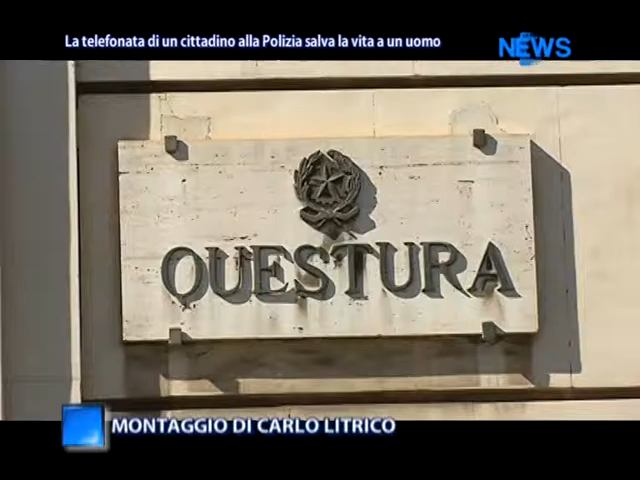 La telefonata di un cittadino alla Polizia salva la vita a un uomo
NEWS
QUESTURA
MONTAGGIO DI CARLO LITRICO